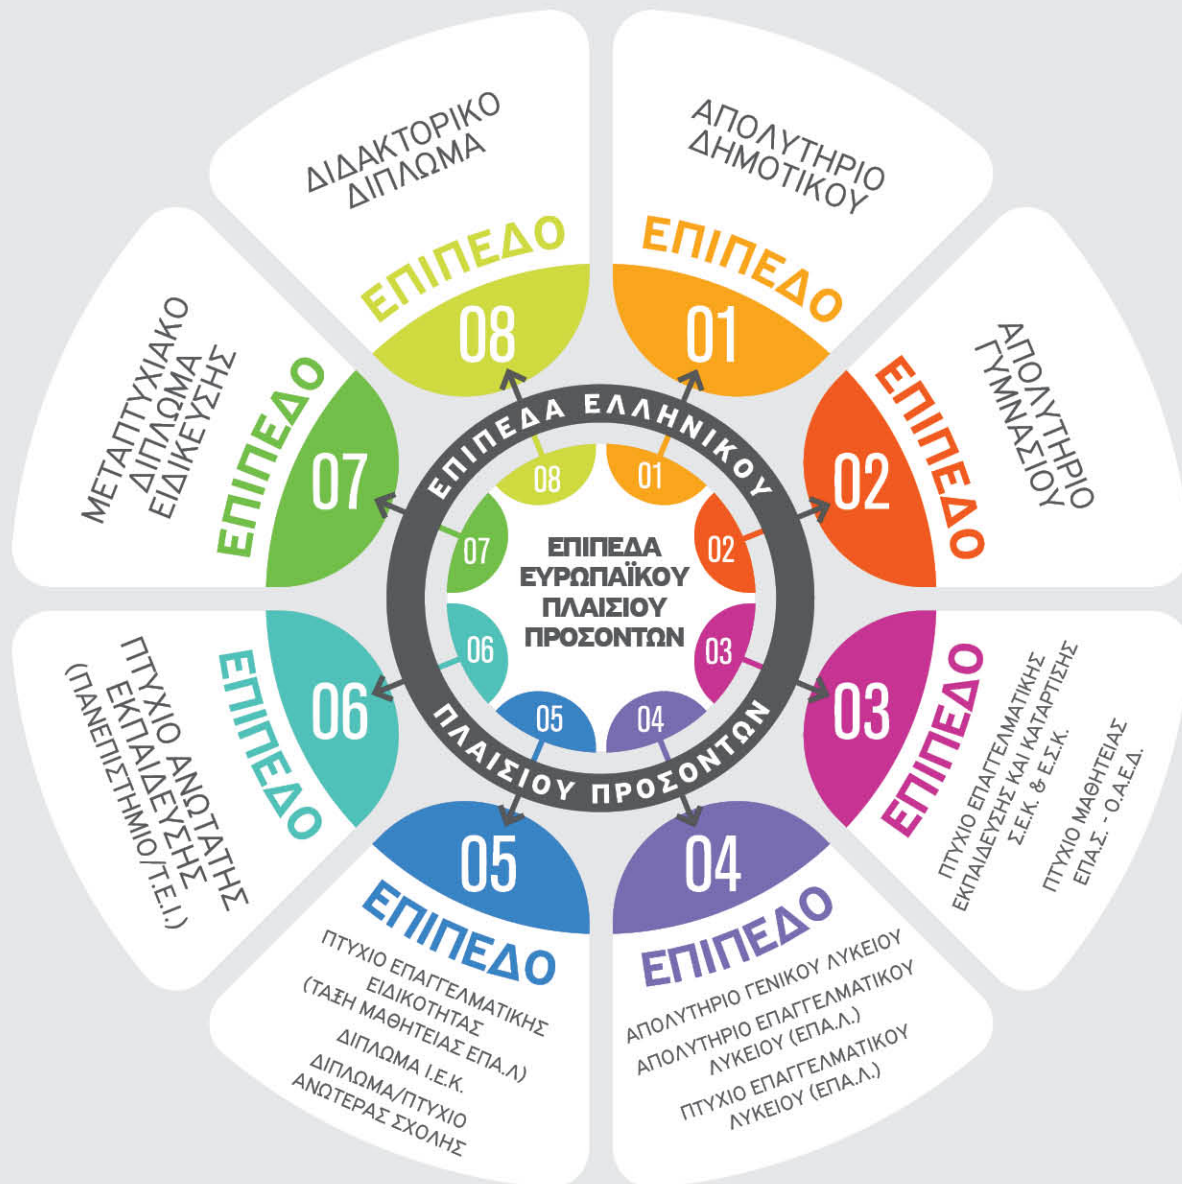 ΕΠΙΠΕΔΑ
ΕΥΡΩΠΑΪΚΟΥ
ΠΛΑΙΣΙΟΥ
ΠΡΟΣΟΝΤΩΝ
01
02
03
04
05
06
07
08
ΕΠΙΠΕΔΑ ΕΛΛΗΝΙΚΟΥ
ΠΛΑΙΣΙΟΥ ΠΡΟΣΟΝΤΩΝ
ΕΠΙΠΕΔΟ
01
ΑΠΟΛΥΤΗΡΙΟ
ΔΗΜΟΤΙΚΟΥ
ΕΠΙΠΕΔΟ
02
ΑΠΟΛΥΤΗΡΙΟ
ΓΥΜΝΑΣΙΟΥ
ΕΠΙΠΕΔΟ
03
ΠΤΥΧΙΟ ΕΠΑΓΓΕΛΜΑΤΙΚΗΣ
ΕΚΠΑΙΔΕΥΣΗΣ ΚΑΙ ΚΑΤΑΡΤΙΣΗΣ
Σ.Ε.Κ. & Ε.Σ.Κ.
ΠΤΥΧΙΟ ΜΑΘΗΤΕΙΑΣ
ΕΠΑ.Σ. - Ο.Α.Ε.Δ.
04
ΕΠΙΠΕΔΟ
ΑΠΟΛΥΤΗΡΙΟ ΓΕΝΙΚΟΥ ΛΥΚΕΙΟΥ
ΑΠΟΛΥΤΗΡΙΟ ΕΠΑΓΓΕΛΜΑΤΙΚΟΥ
ΛΥΚΕΙΟΥ (ΕΠΑ.Λ.)
ΠΤΥΧΙΟ ΕΠΑΓΓΕΛΜΑΤΙΚΟΥ
ΛΥΚΕΙΟΥ (ΕΠΑ.Λ.)
05
ΕΠΙΠΕΔΟ
ΠΤΥΧΙΟ ΕΠΑΓΓΕΛΜΑΤΙΚΗΣ
ΕΙΔΙΚΟΤΗΤΑΣ
(ΤΑΞΗ ΜΑΘΗΤΕΙΑΣ ΕΠΑ.Λ)
ΔΙΠΛΩΜΑ Ι.Ε.Κ.
ΔΙΠΛΩΜΑ/ΠΤΥΧΙΟ
ΑΝΩΤΕΡΑΣ ΣΧΟΛΗΣ
06
ΕΠΙΠΕΔΟ
ΠΤΥΧΙΟ ΑΝΩΤΑΤΗΣ
ΕΚΠΑΙΔΕΥΣΗΣ
(ΠΑΝΕΠΙΣΤΗΜΙΟ/Τ.Ε.Ι.)
ΕΠΙΠΕΔΟ
07
ΜΕΤΑΠΤΥΧΙΑΚΟ
ΔΙΠΛΩΜΑ
ΕΙΔΙΚΕΥΣΗΣ
ΕΠΙΠΕΔΟ
08
ΔΙΔΑΚΤΟΡΙΚΟ
ΔΙΠΛΩΜΑ